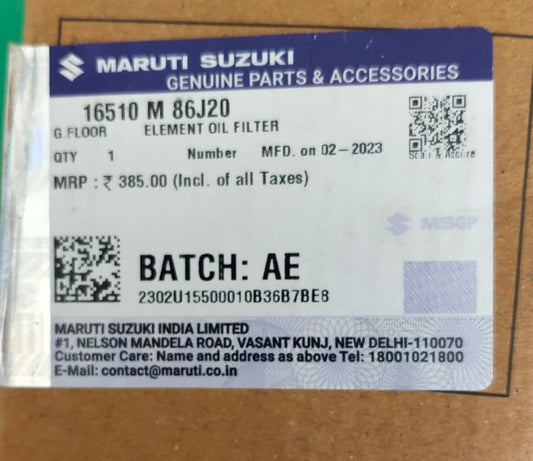 MARUTI SUZUKI
GENUINE PARTS & ACCESSORIES
16510 M 86J20
G.FLOOR ELEMENT OIL FILTER
QTY 1 Number MFD. on 02-2023
Scan & Assure
MRP : ₹ 385.00 (Incl. of all Taxes)
MSGP
BATCH: AE
2302U15500010B36B7BE8
MARUTI SUZUKI INDIA LIMITED
#1, NELSON MANDELA ROAD, VASANT KUNJ, NEW DELHI-110070
Customer Care: Name and address as above Tel: 18001021800
E-Mail: contact@maruti.co.in